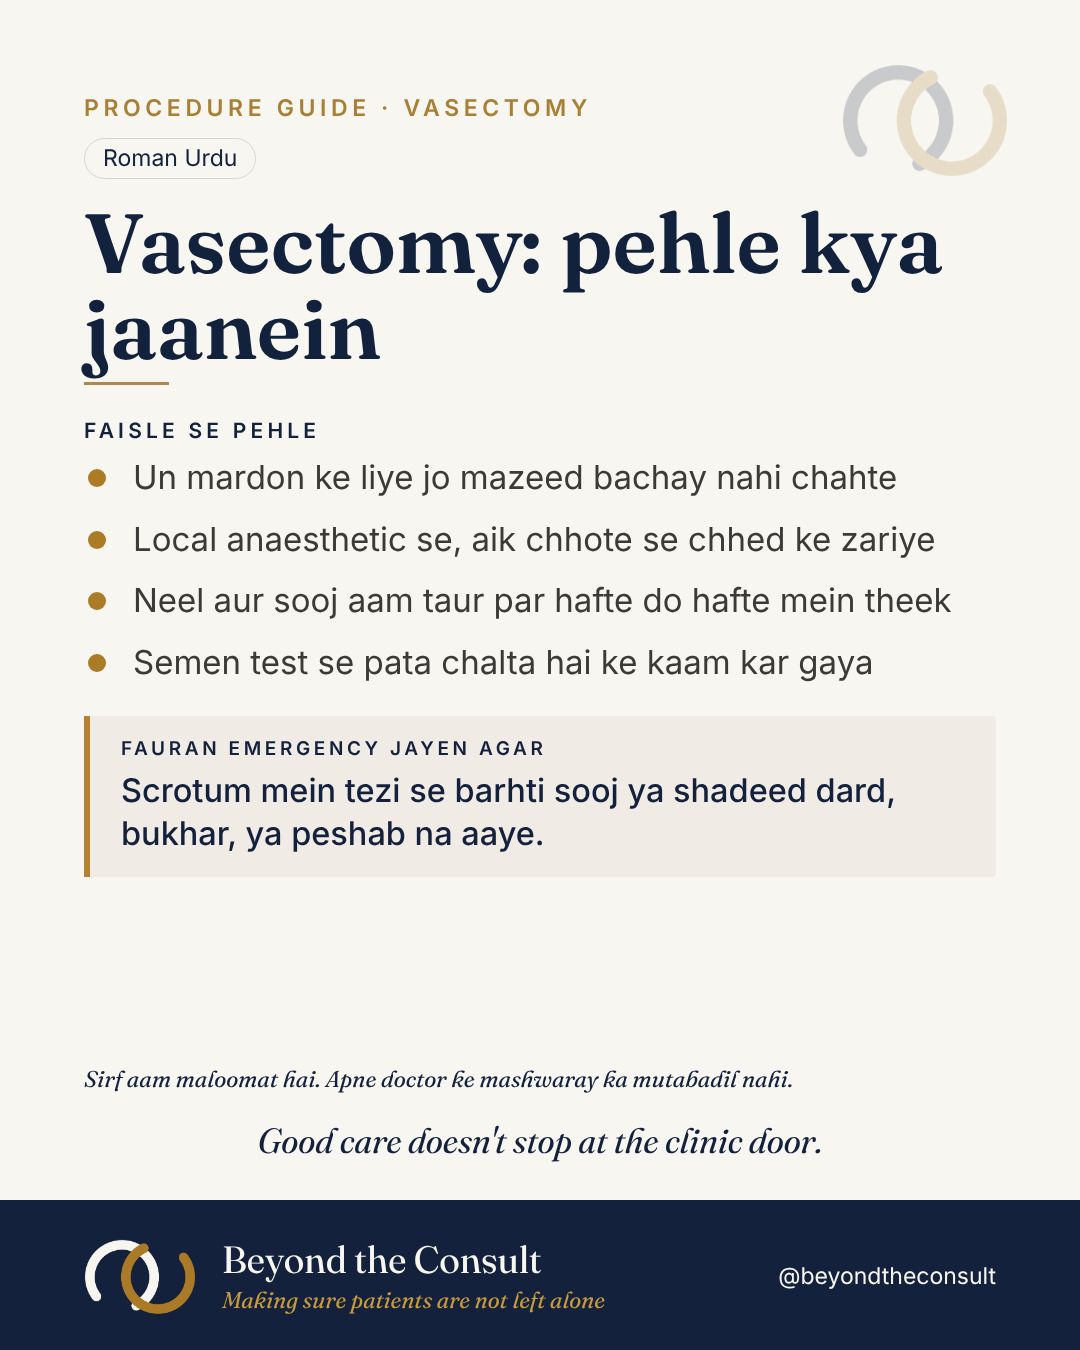 PROCEDURE GUIDE · VASECTOMY
Roman Urdu
Vasectomy: pehle kya
jaanein
FAISLE SE PEHLE
Un mardon ke liye jo mazeed bachay nahi chahte
Local anaesthetic se, aik chhote se chhed ke zariye
Neel aur sooj aam taur par hafte do hafte mein theek
Semen test se pata chalta hai ke kaam kar gaya
FAURAN EMERGENCY JAYEN AGAR
Scrotum mein tezi se barhti sooj ya shadeed dard,
bukhar, ya peshab na aaye.
Sirf aam maloomat hai. Apne doctor ke mashwaray ka mutabadil nahi.
Good care doesn't stop at the clinic door.
Beyond the Consult
Making sure patients are not left alone
@beyondtheconsult